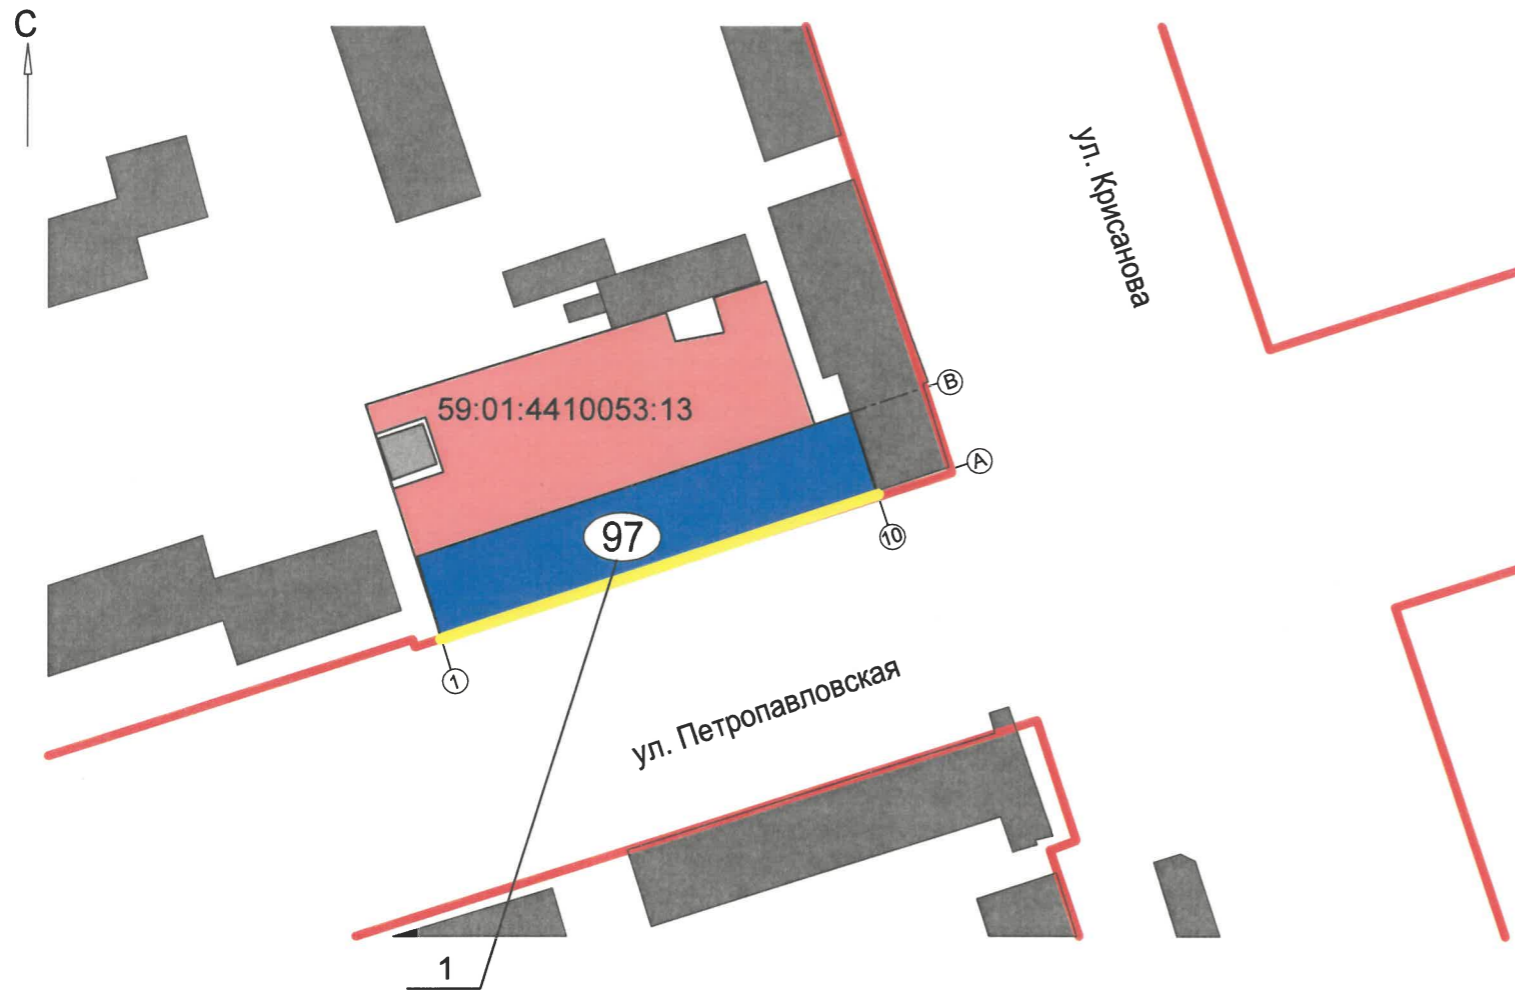 С
ул. Крисанова
В
59:01:4410053:13
А
97
10
1
ул. Петропавловская
1